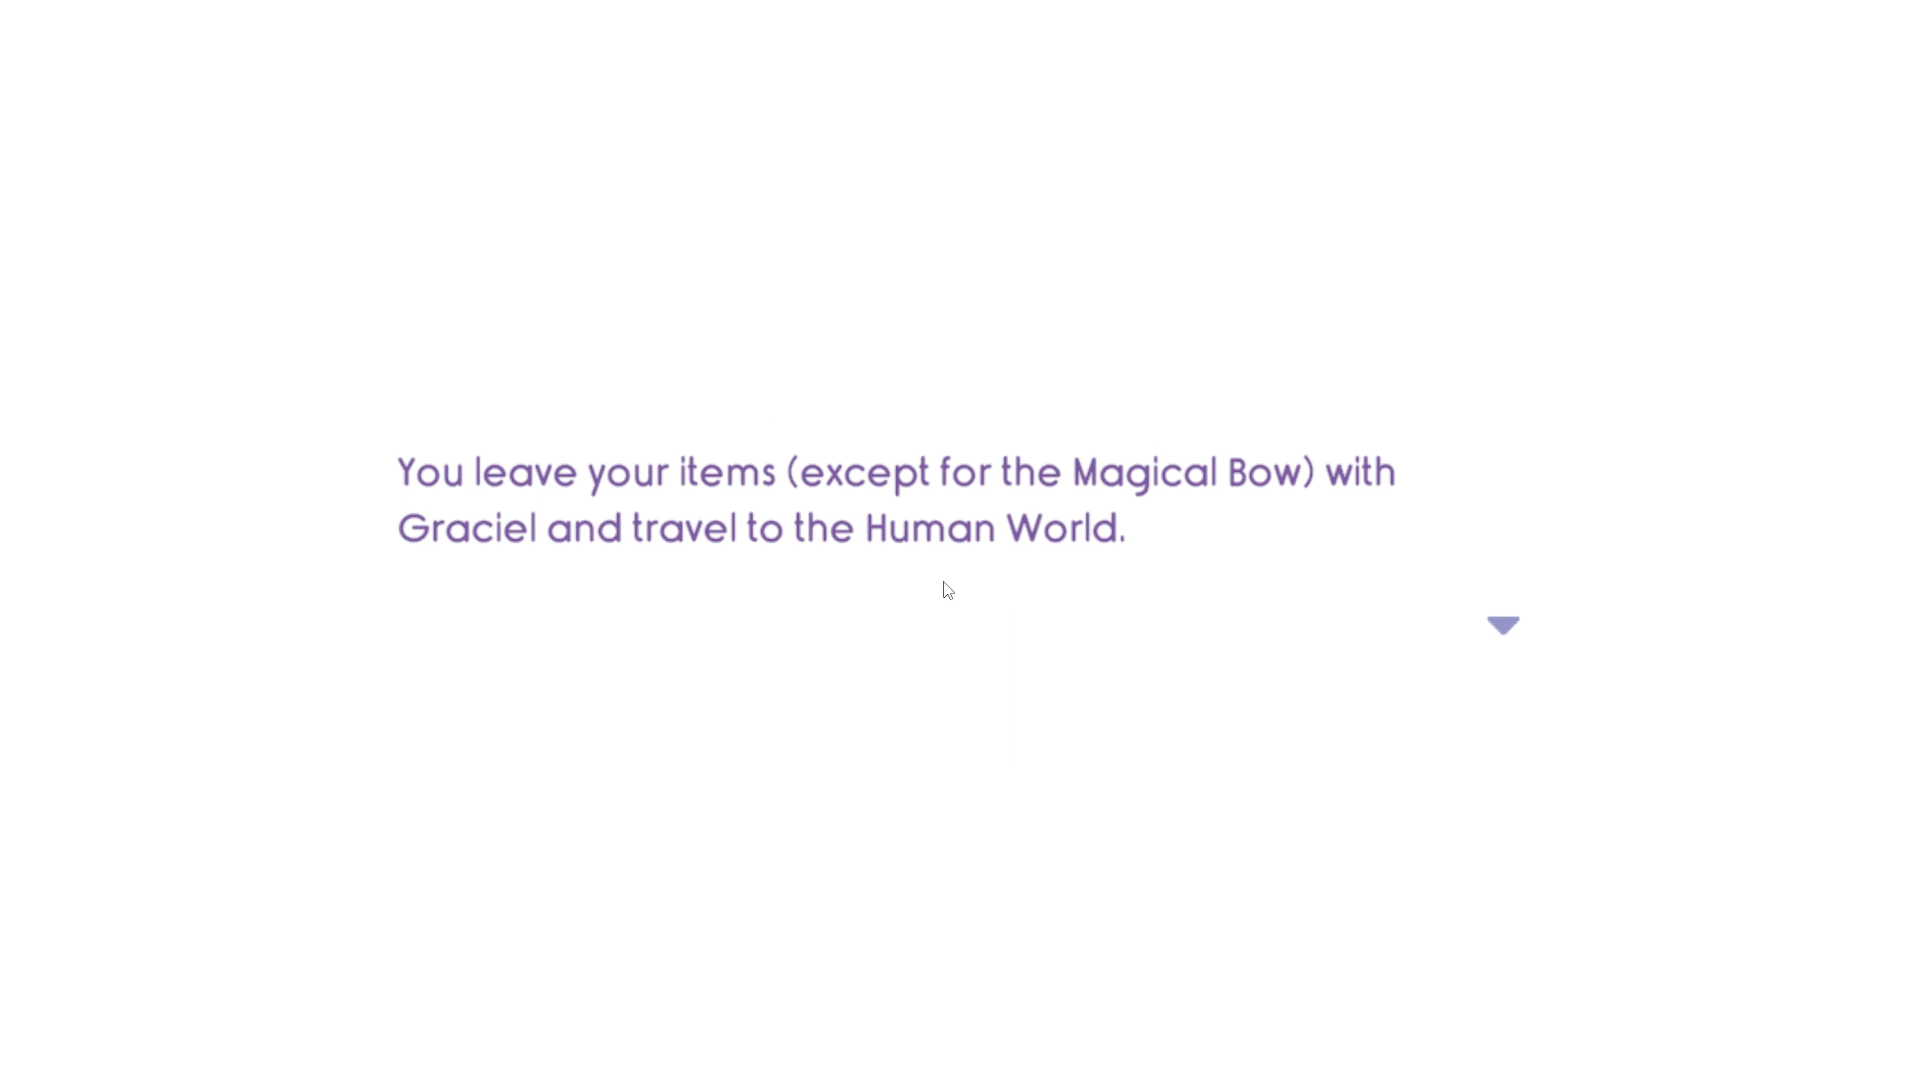 You leave your items (except for the Magical Bow) with
Graciel and travel to the Human World.